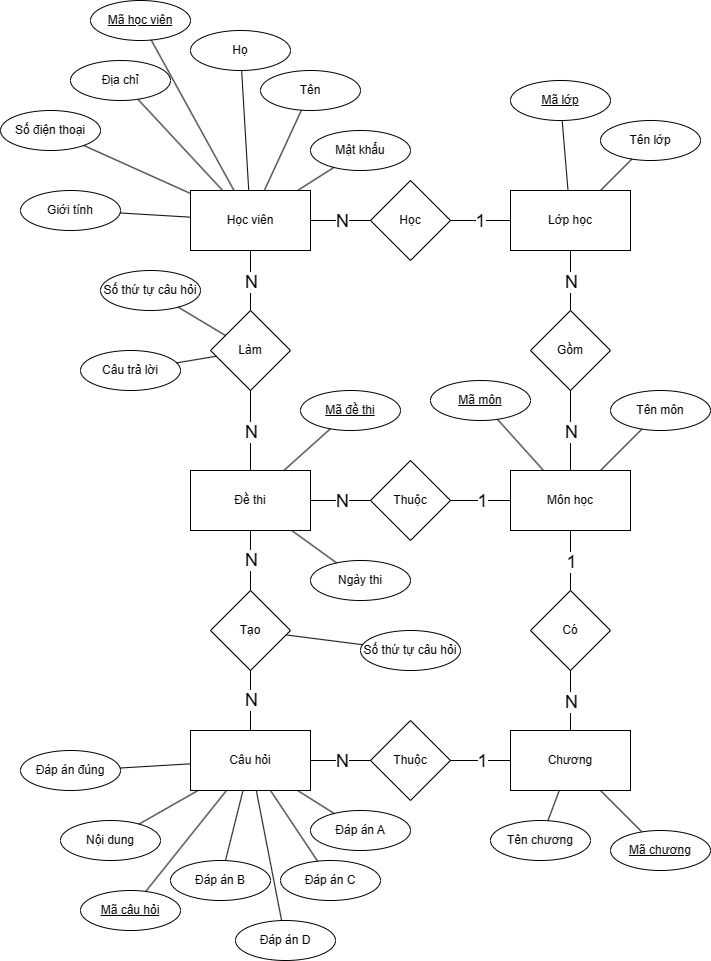 Mã học viên
Họ
Địa chỉ
Tên
Mã lớp
Số điện thoại
Tên lớp
Mật khẩu
Giới tính
Học viên
N
Học
1
Lớp học
N
N
Số thứ tự câu hỏi
Làm
Gồm
Câu trả lời
Mã môn
Mã đề thi
Tên môn
N
N
Đề thi
N
Thuộc
1
Môn học
N
1
Ngày thi
Tạo
Có
Số thứ tự câu hỏi
N
N
Câu hỏi
N
Thuộc
1
Chương
Đáp án đúng
Đáp án A
Nội dung
Tên chương
Mã chương
Đáp án B
Đáp án C
Mã câu hỏi
Đáp án D